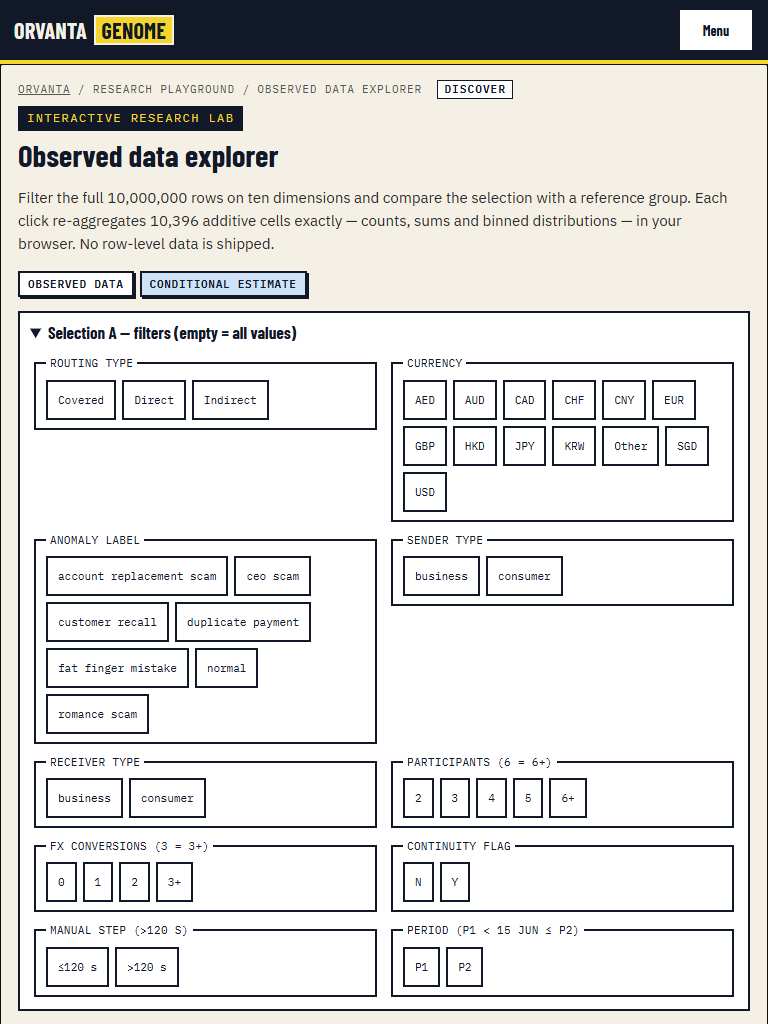 ORVANTA GENOME
Menu
ORVANTA / RESEARCH PLAYGROUND / OBSERVED DATA EXPLORER DISCOVER
INTERACTIVE RESEARCH LAB
Observed data explorer
Filter the full 10,000,000 rows on ten dimensions and compare the selection with a reference group. Each
click re-aggregates 10,396 additive cells exactly — counts, sums and binned distributions — in your
browser. No row-level data is shipped.
OBSERVED DATA CONDITIONAL ESTIMATE
▼ Selection A — filters (empty = all values)
ROUTING TYPE
Covered Direct Indirect
CURRENCY
AED AUD CAD CHF CNY EUR
GBP HKD JPY KRW Other SGD
USD
ANOMALY LABEL
account replacement scam ceo scam
customer recall duplicate payment
fat finger mistake normal
romance scam
SENDER TYPE
business consumer
RECEIVER TYPE
business consumer
PARTICIPANTS (6 = 6+)
2 3 4 5 6+
FX CONVERSIONS (3 = 3+)
0 1 2 3+
CONTINUITY FLAG
N Y
MANUAL STEP (>120 S)
≤120 s >120 s
PERIOD (P1 < 15 JUN ≤ P2)
P1 P2